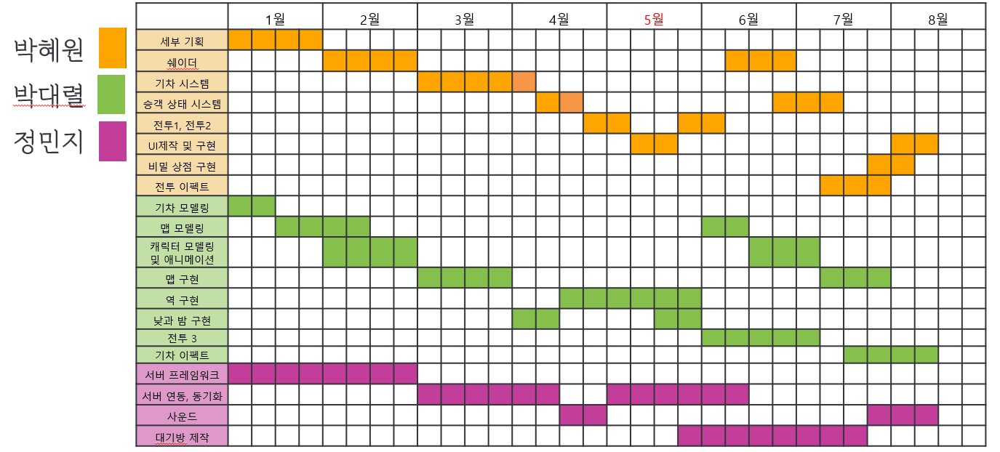 1월 2월 3월 4월 5월 6월 7월 8월
박혜원
박대렬
정민지
세부 기획
쉐이더
기차 시스템
승객 상태 시스템
전투1, 전투2
UI제작 및 구현
비밀 상점 구현
전투 이펙트
기차 모델링
맵 모델링
캐릭터 모델링
및 애니메이션
맵 구현
역 구현
낮과 밤 구현
전투 3
기차 이펙트
서버 프레임워크
서버 연동, 동기화
사운드
대기방 제작